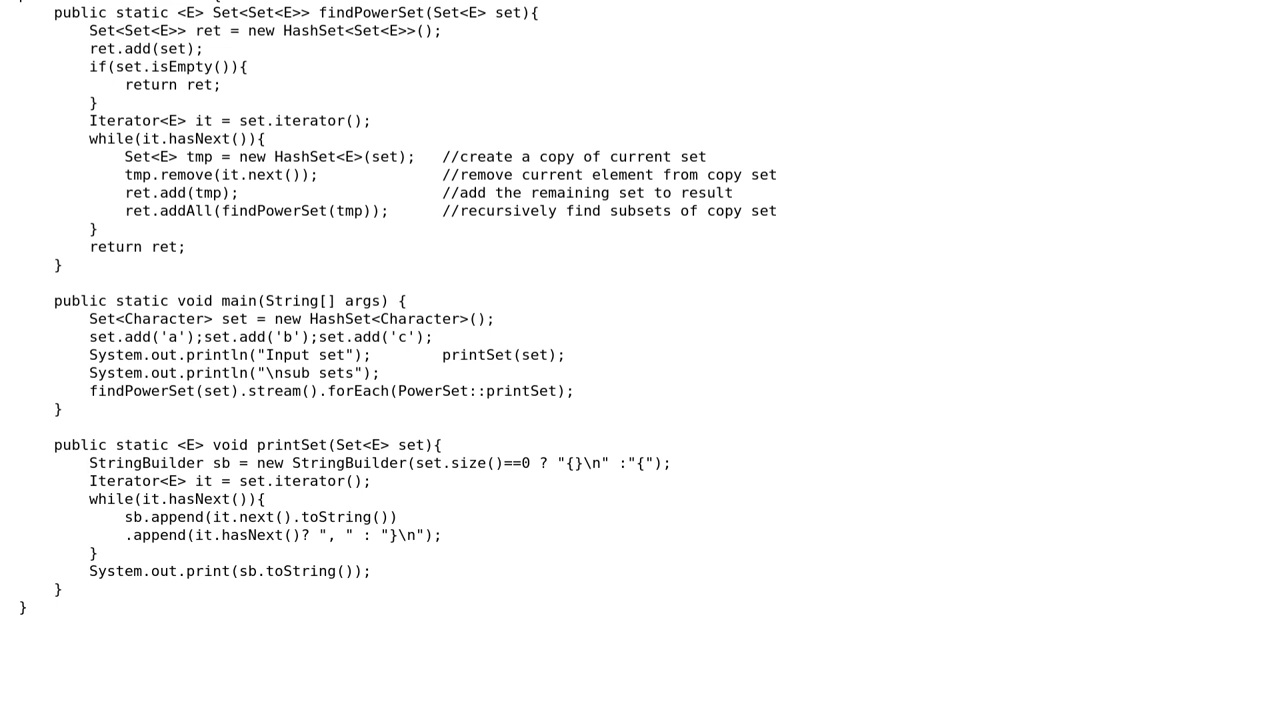 public static <E> Set<Set<E>> findPowerSet(Set<E> set){
        Set<Set<E>> ret = new HashSet<Set<E>>();
        ret.add(set);
        if(set.isEmpty()){
            return ret;
        }
        Iterator<E> it = set.iterator();
        while(it.hasNext()){
            Set<E> tmp = new HashSet<E>(set);   //create a copy of current set
            tmp.remove(it.next());              //remove current element from copy set
            ret.add(tmp);                       //add the remaining set to result
            ret.addAll(findPowerSet(tmp));      //recursively find subsets of copy set
        }
        return ret;
    }

    public static void main(String[] args) {
        Set<Character> set = new HashSet<Character>();
        set.add('a');set.add('b');set.add('c');
        System.out.println("Input set");        printSet(set);
        System.out.println("\nsub sets");
        findPowerSet(set).stream().forEach(PowerSet::printSet);
    }

    public static <E> void printSet(Set<E> set){
        StringBuilder sb = new StringBuilder(set.size()==0 ? "{}\n" :"{");
        Iterator<E> it = set.iterator();
        while(it.hasNext()){
            sb.append(it.next().toString())
            .append(it.hasNext()? ", " : "}\n");
        }
        System.out.print(sb.toString());
    }
}